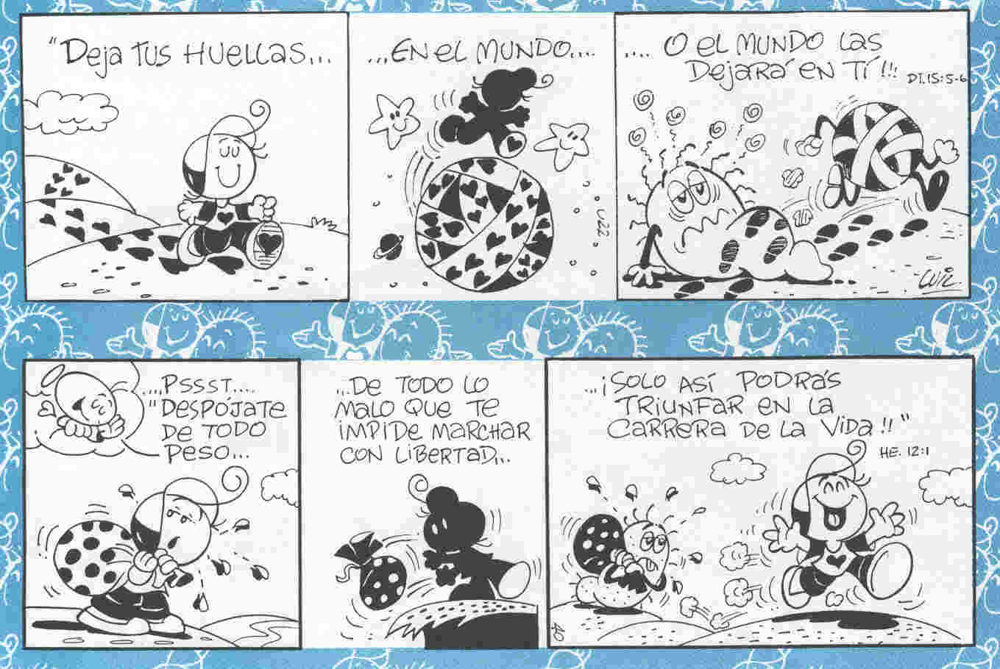 "Deja tus huellas...
...en el mundo....
.... o el mundo las
dejará en tí!!!
Dt.15:5-6
Wil
Wil
....Pssst....
"Despójate
de todo
peso...
...De todo lo
malo que te
impide marchar
con libertad...
...¡Solo así podrás
triunfar en la
carrera de la vida!!"
He. 12:1